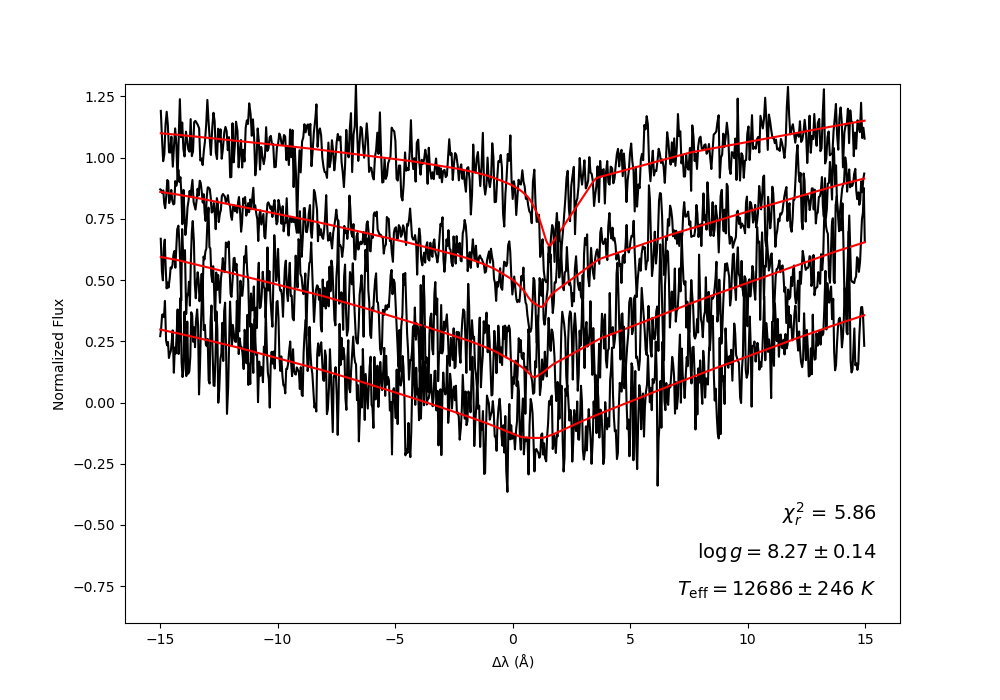 Normalized Flux
1.25
1.00
0.75
0.50
0.25
0.00
−0.25
−0.50
−0.75
χ²ᵣ = 5.86
log g = 8.27 ± 0.14
T_eff = 12686 ± 246 K
−15 −10 −5 0 5 10 15
Δλ (Å)